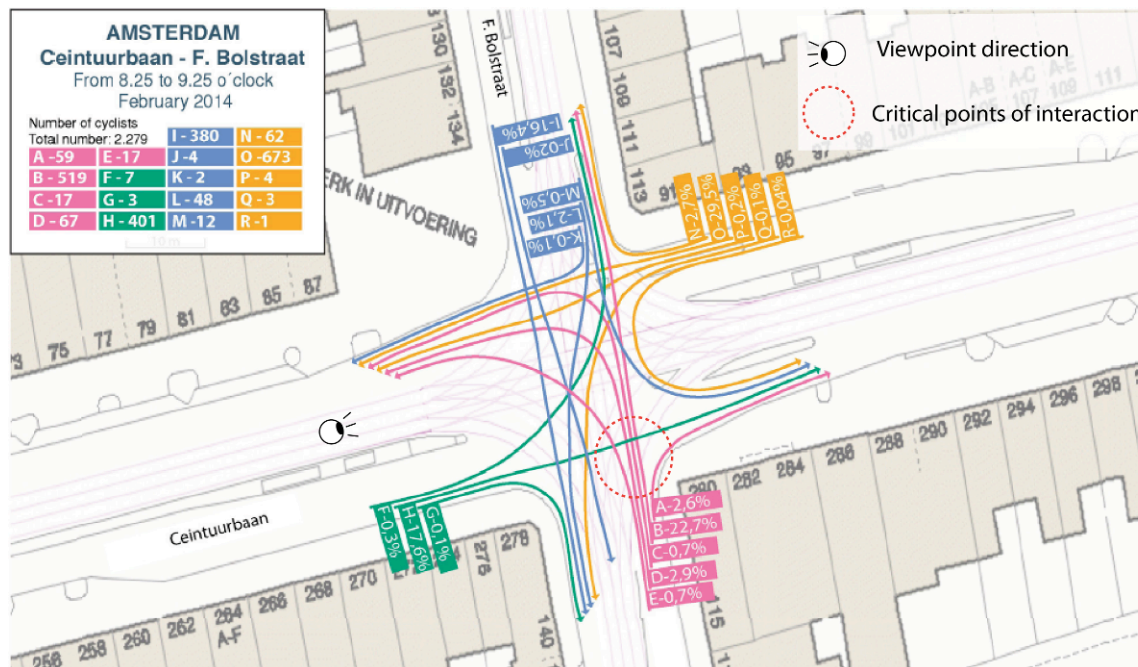 AMSTERDAM
Ceintuurbaan - F. Bolstraat
From 8.25 to 9.25 o´clock
February 2014
Number of cyclists
Total number: 2.279
A -59 E -17 I -380 N -62
B -519 F -7 J -4 O -673
C -17 G -3 K -2 P -4
D -67 H -401 L -48 Q -3
M -12 R -1
10 m
Viewpoint direction
Critical points of interaction
F. Bolstraat
130
132
134
107
109
111
113
91
93
95
97
99
101
A-B
A-C
A-E
105
107
109
111
ERK IN UITVOERING
I-16,4%
J-02%
M-0,5%
L-2,1%
K-0,1%
N-2,7%
O-29,5%
P-0,2%
Q-0,1%
R-0,04%
75
77
79
81
83
85
87
Ceintuurbaan
F-0,3%
H-17,6%
G-0,1%
A-2,6%
B-22,7%
C-0,7%
D-2,9%
E-0,7%
256
258
260
262
264
A-F
266
268
270
276
278
140
280
282
284
286
288
290
292
294
296
298
115